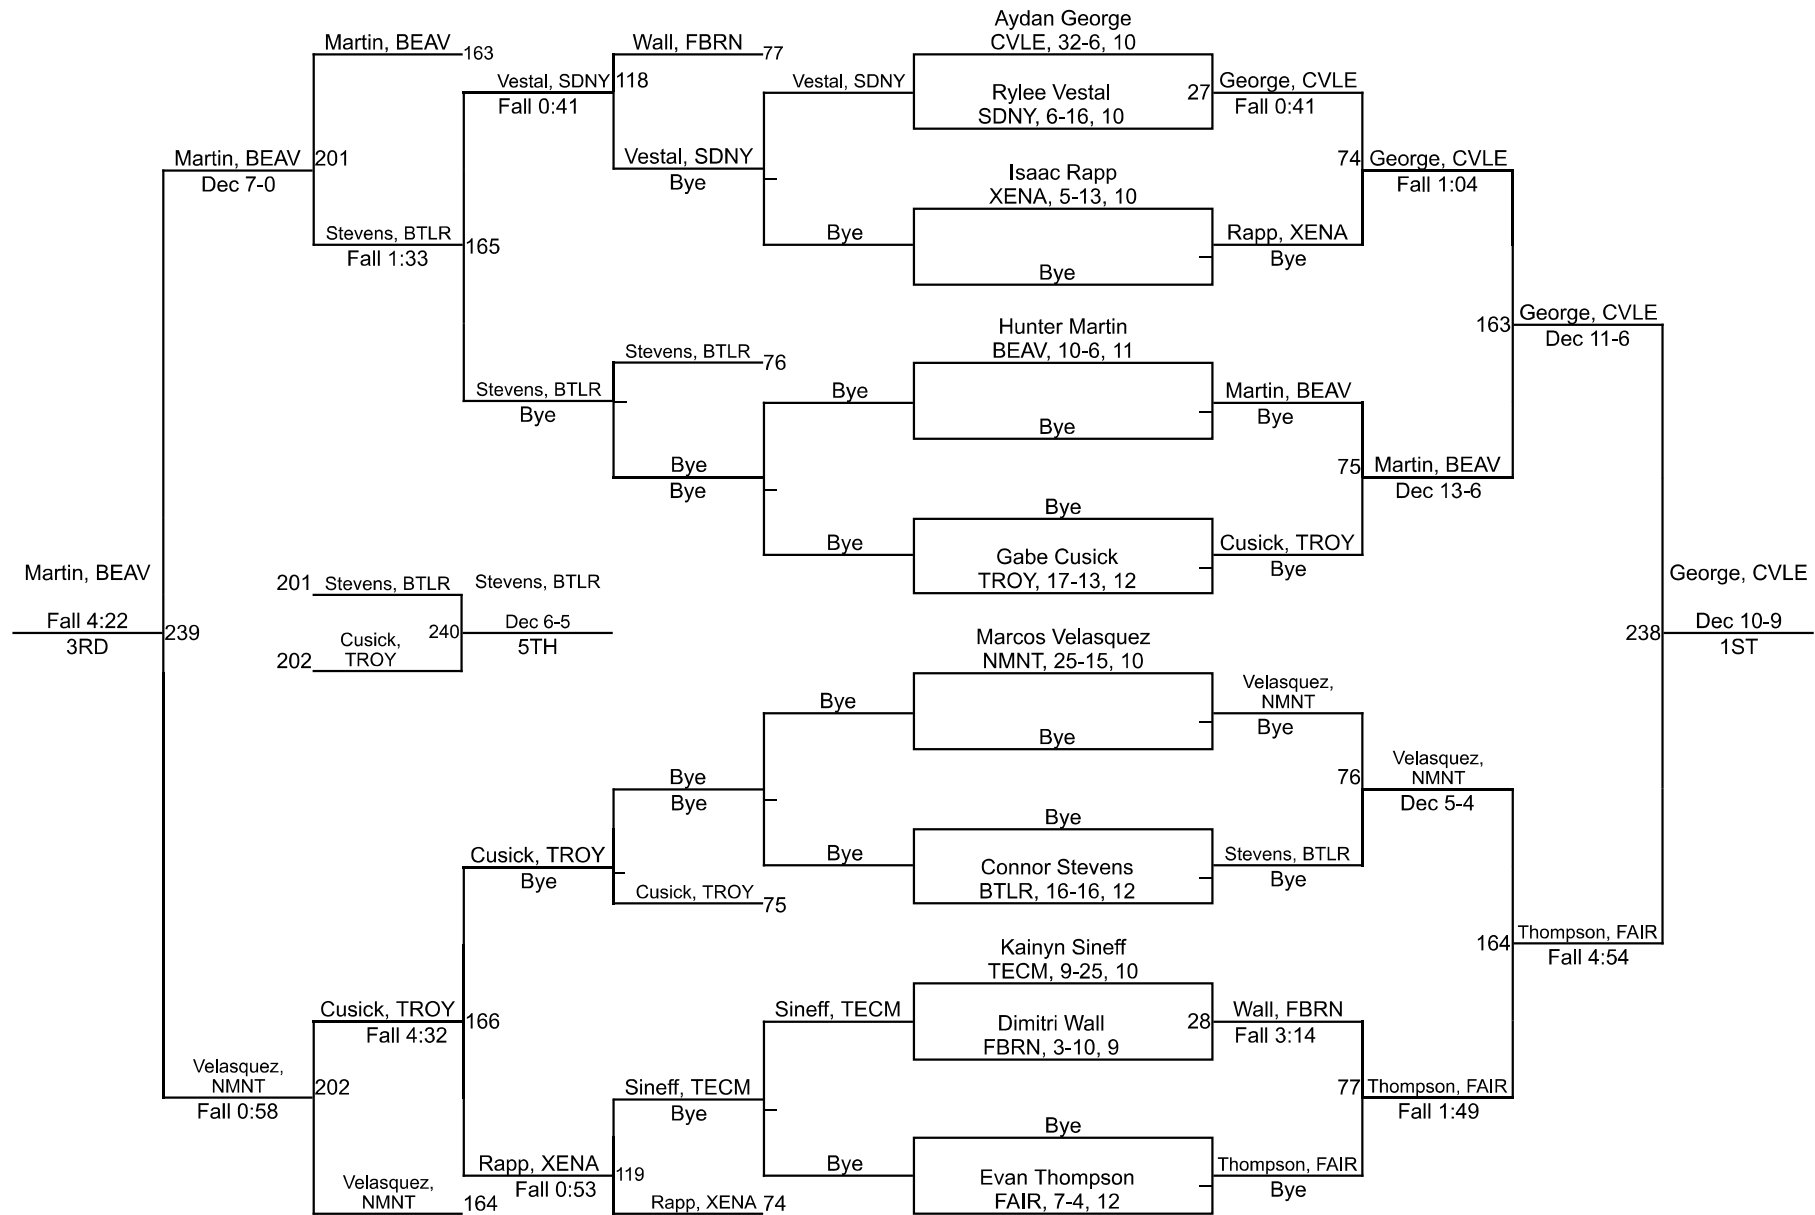 Aydan George
Martin, BEAV
163
Wall, FBRN
77
CVLE, 32-6, 10
Vestal, SDNY
118
Fall 0:41
Vestal, SDNY
Rylee Vestal
SDNY, 6-16, 10
27
George, CVLE
Fall 0:41
Martin, BEAV
201
Dec 7-0
Vestal, SDNY
Bye
Isaac Rapp
XENA, 5-13, 10
74
George, CVLE
Fall 1:04
Stevens, BTLR
165
Fall 1:33
Bye
Bye
Rapp, XENA
Bye
Hunter Martin
BEAV, 10-6, 11
163
George, CVLE
Dec 11-6
Stevens, BTLR
76
Stevens, BTLR
Bye
Bye
Bye
Martin, BEAV
Bye
Bye
Bye
75
Martin, BEAV
Dec 13-6
Bye
Bye
Gabe Cusick
TROY, 17-13, 12
Cusick, TROY
Bye
Martin, BEAV
Fall 4:22
3RD
239
201
Stevens, BTLR
Stevens, BTLR
202
Cusick,
TROY
240
Dec 6-5
5TH
George, CVLE
238
Dec 10-9
1ST
Marcos Velasquez
NMNT, 25-15, 10
Bye
Bye
Velasquez,
NMNT
Bye
Bye
Bye
76
Velasquez,
NMNT
Dec 5-4
Cusick, TROY
Bye
Bye
Bye
Connor Stevens
BTLR, 16-16, 12
Stevens, BTLR
Bye
Cusick, TROY
75
164
Thompson, FAIR
Fall 4:54
Kainyn Sineff
TECM, 9-25, 10
Cusick, TROY
166
Fall 4:32
Sineff, TECM
Dimitri Wall
FBRN, 3-10, 9
28
Wall, FBRN
Fall 3:14
Velasquez,
NMNT
202
Fall 0:58
Sineff, TECM
Bye
77
Thompson, FAIR
Fall 1:49
Rapp, XENA
119
Fall 0:53
Bye
Bye
Evan Thompson
FAIR, 7-4, 12
Thompson, FAIR
Bye
Velasquez,
NMNT
164
Rapp, XENA
74